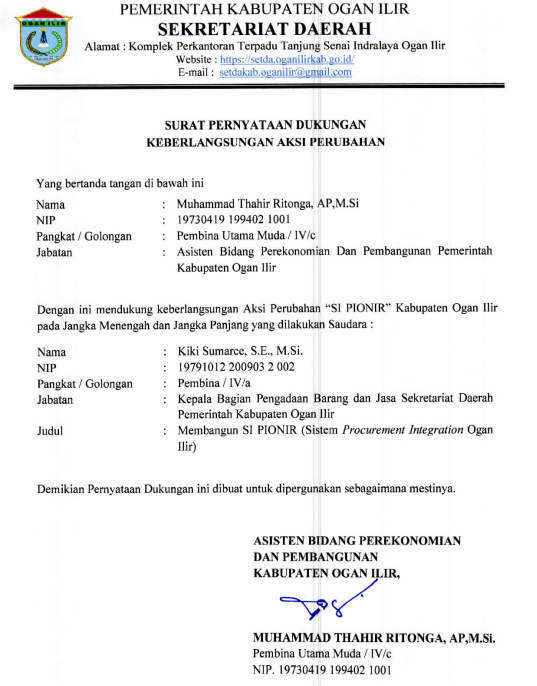 OGAN ILIR
PEMERINTAH KABUPATEN OGAN ILIR
SEKRETARIAT DAERAH
Alamat : Komplek Perkantoran Terpadu Tanjung Senai Indralaya Ogan Ilir
Website : https://setda.oganilirkab.go.id/
E-mail : setdakab.oganilir@gmail.com
SURAT PERNYATAAN DUKUNGAN
KEBERLANGSUNGAN AKSI PERUBAHAN
Yang bertanda tangan di bawah ini
Nama : Muhammad Thahir Ritonga, AP,M.Si
NIP : 19730419 199402 1001
Pangkat / Golongan : Pembina Utama Muda / IV/c
Jabatan : Asisten Bidang Perekonomian Dan Pembangunan Pemerintah
Kabupaten Ogan Ilir
Dengan ini mendukung keberlangsungan Aksi Perubahan “SI PIONIR” Kabupaten Ogan Ilir
pada Jangka Menengah dan Jangka Panjang yang dilakukan Saudara :
Nama : Kiki Sumarce, S.E., M.Si.
NIP : 19791012 200903 2 002
Pangkat / Golongan : Pembina / IV/a
Jabatan : Kepala Bagian Pengadaan Barang dan Jasa Sekretariat Daerah
Pemerintah Kabupaten Ogan Ilir
Judul : Membangun SI PIONIR (Sistem Procurement Integration Ogan
Ilir)
Demikian Pernyataan Dukungan ini dibuat untuk dipergunakan sebagaimana mestinya.
ASISTEN BIDANG PEREKONOMIAN
DAN PEMBANGUNAN
KABUPATEN OGAN ILIR,
MUHAMMAD THAHIR RITONGA, AP,M.Si.
Pembina Utama Muda / IV/c
NIP. 19730419 199402 1001